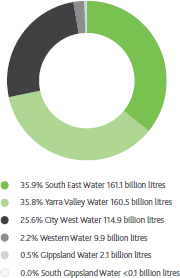 35.9% South East Water 161.1 billion litres
35.8% Yarra Valley Water 160.5 billion litres
25.6% City West Water 114.9 billion litres
2.2% Western Water 9.9 billion litres
0.5% Gippsland Water 2.1 billion litres
0.0% South Gippsland Water <0.1 billion litres